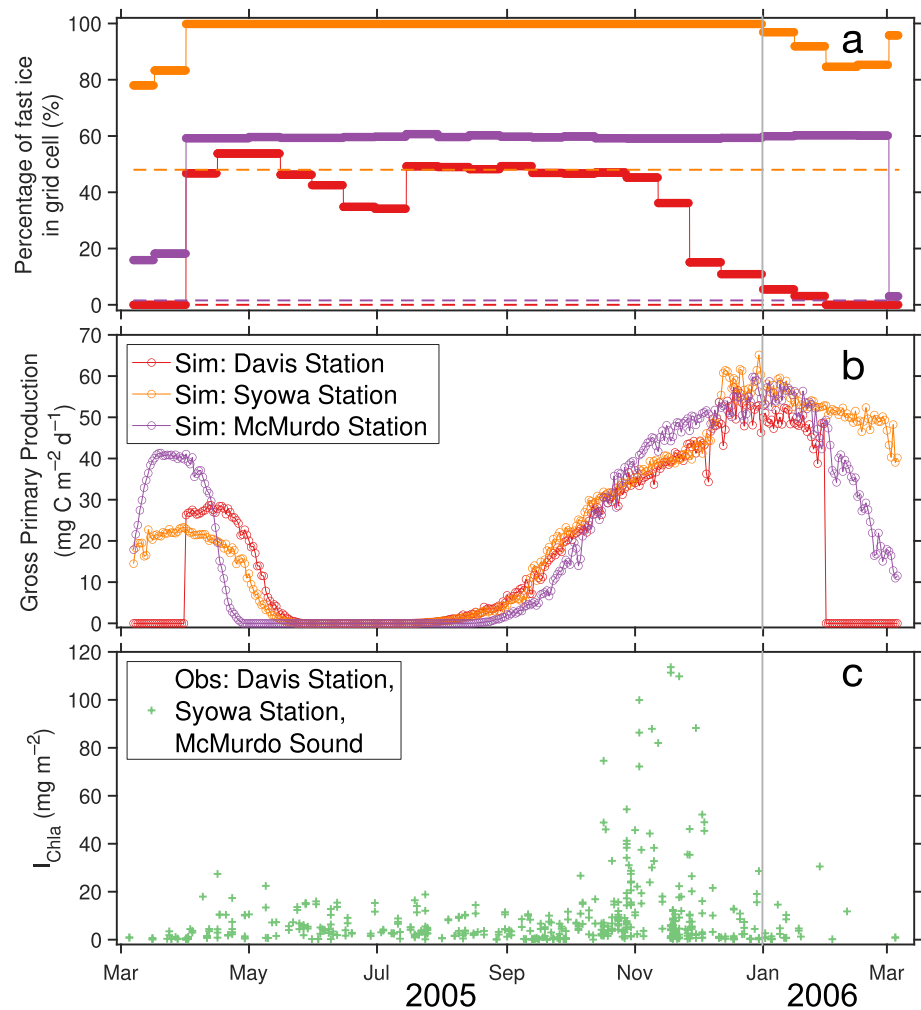 a
100
80
60
40
20
0
Percentage of fast ice
in grid cell (%)
b
70
60
50
40
30
20
10
0
Gross Primary Production
(mg C m⁻² d⁻¹)
Sim: Davis Station
Sim: Syowa Station
Sim: McMurdo Station
c
120
100
80
60
40
20
0
I_Chla (mg m⁻²)
Obs: Davis Station,
Syowa Station,
McMurdo Sound
Mar May Jul Sep Nov Jan Mar
2005 2006